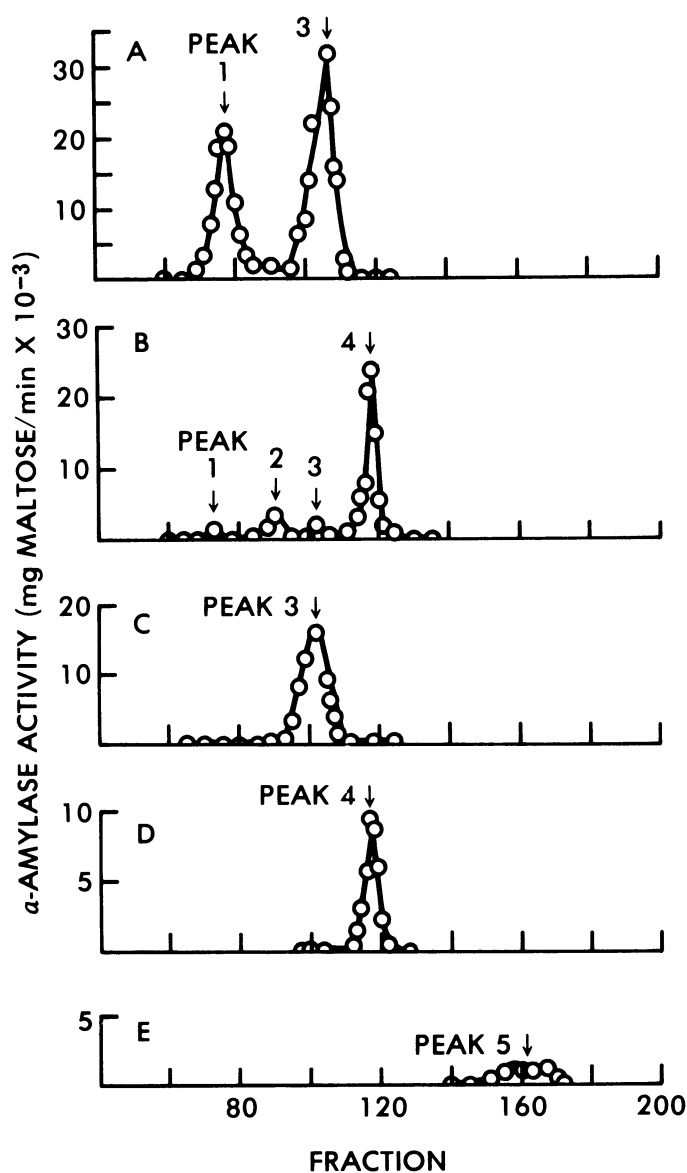 α-AMYLASE ACTIVITY (mg MALTOSE/min X 10⁻³)
A
PEAK
1
3
30
20
10
B
PEAK
1
2
3
4
30
20
10
C
PEAK 3
20
10
D
PEAK 4
10
5
E
PEAK 5
5
80
120
160
200
FRACTION